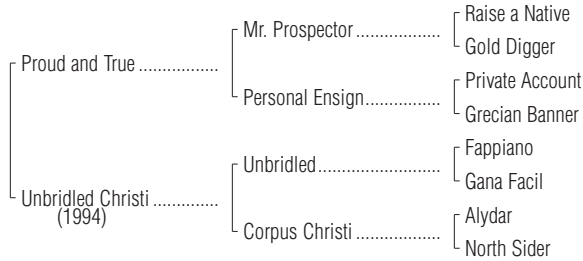 Raise a Native
Mr. Prospector ..................
Gold Digger
Proud and True ................
Private Account
Personal Ensign................
Grecian Banner
Fappiano
Unbridled..........................
Gana Facil
Unbridled Christi .............
(1994)
Alydar
Corpus Christi ..................
North Sider